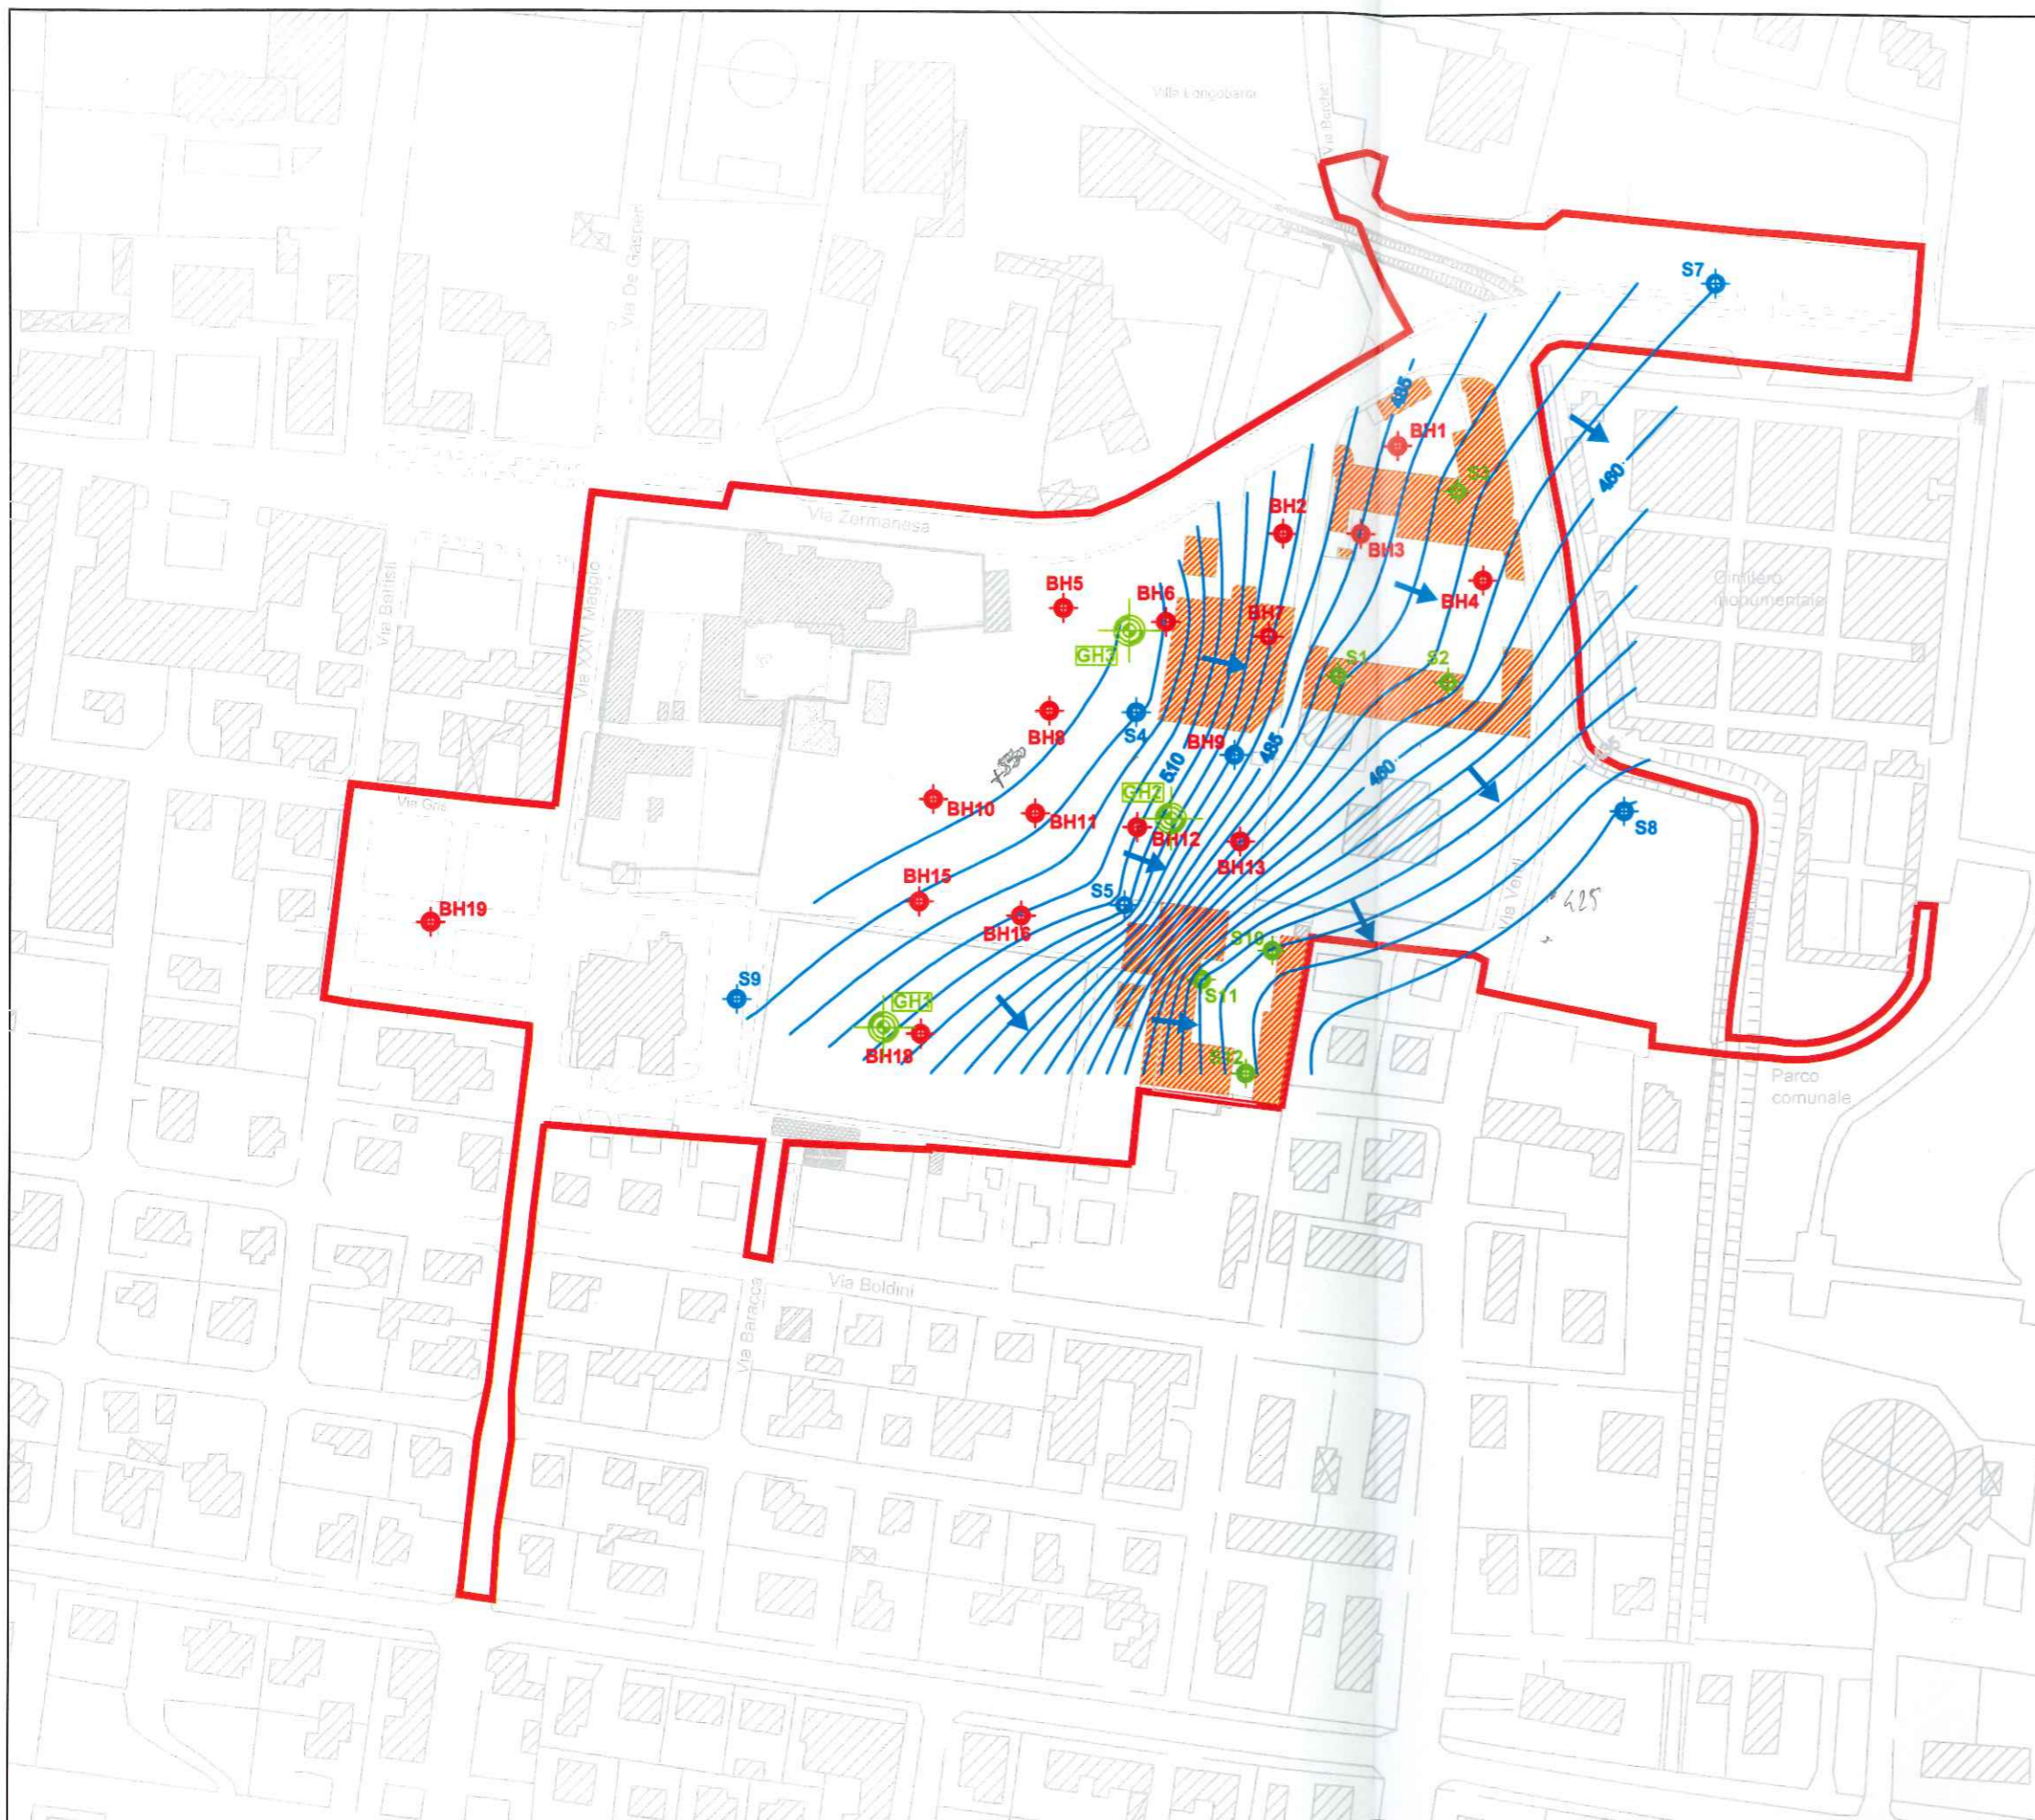 Villa Longobardi
Via Porchei
Via De Gasperi
S7
485
BH1
460
S3
Via Zermanesa
BH2
BH3
Cimitero
monumentale
Via Battisti
Via XXIV Maggio
BH5
BH6
BH7
BH4
GH3
S1
S2
BH8
S4
BH9
485
+550
510
460
GH2
Via Gris
BH10
BH11
BH12
BH13
S8
BH15
S5
Via Verdi
425
BH19
BH16
S10
S9
GH1
S11
BH18
S12
Parco
comunale
Via Boldini
Via Baracca